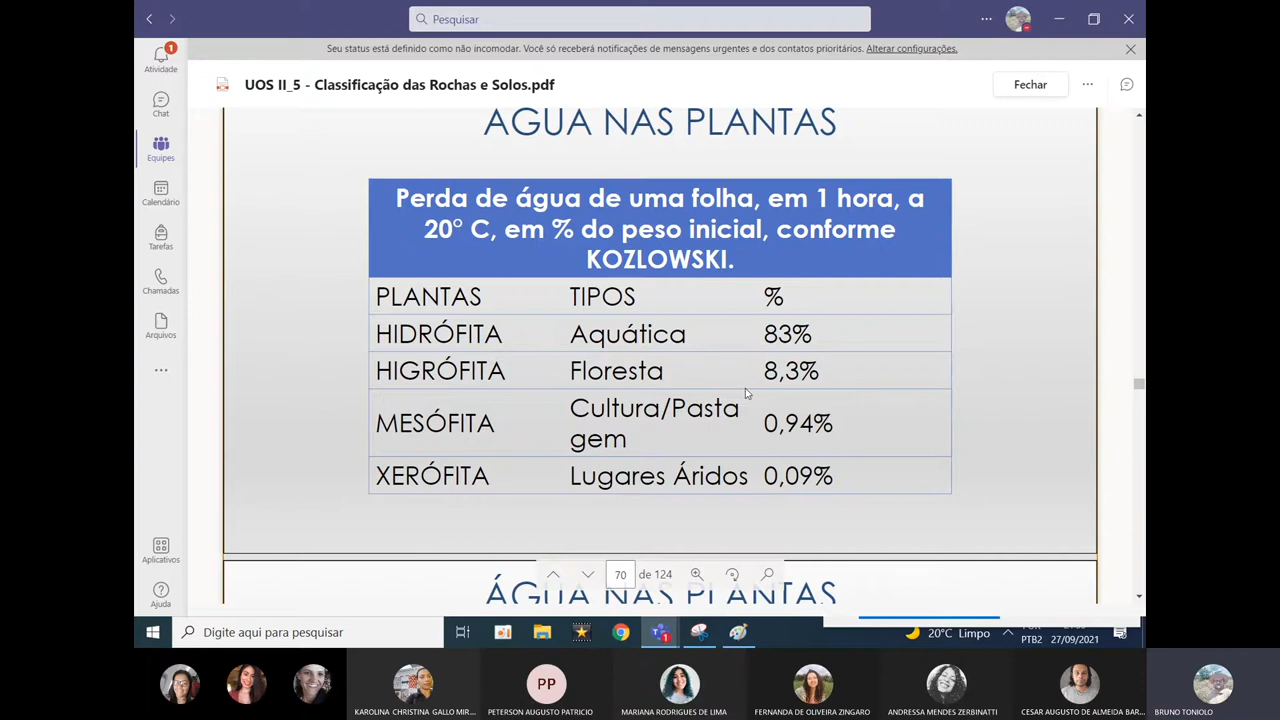 Pesquisar
Seu status está definido como não incomodar. Você só receberá notificações de mensagens urgentes e dos contatos prioritários. Alterar configurações.
1
Atividade
Chat
Equipes
Calendário
Tarefas
Chamadas
Arquivos
Aplicativos
Ajuda
UOS II_5 - Classificação das Rochas e Solos.pdf
Fechar
ÁGUA NAS PLANTAS
Perda de água de uma folha, em 1 hora, a
20° C, em % do peso inicial, conforme
KOZLOWSKI.
PLANTAS TIPOS %
HIDRÓFITA Aquática 83%
HIGRÓFITA Floresta 8,3%
MESÓFITA Cultura/Pasta
gem 0,94%
XERÓFITA Lugares Áridos 0,09%
70 de 124
ÁGUA NAS PLANTAS
Digite aqui para pesquisar
1
20°C Limpo
PTB2
27/09/2021
KAROLINA CHRISTINA GALLO MIR...
PP
PETERSON AUGUSTO PATRICIO
MARIANA RODRIGUES DE LIMA
FERNANDA DE OLIVEIRA ZINGARO
ANDRESSA MENDES ZERBINATTI
CESAR AUGUSTO DE ALMEIDA BAR...
BRUNO TONIOLO